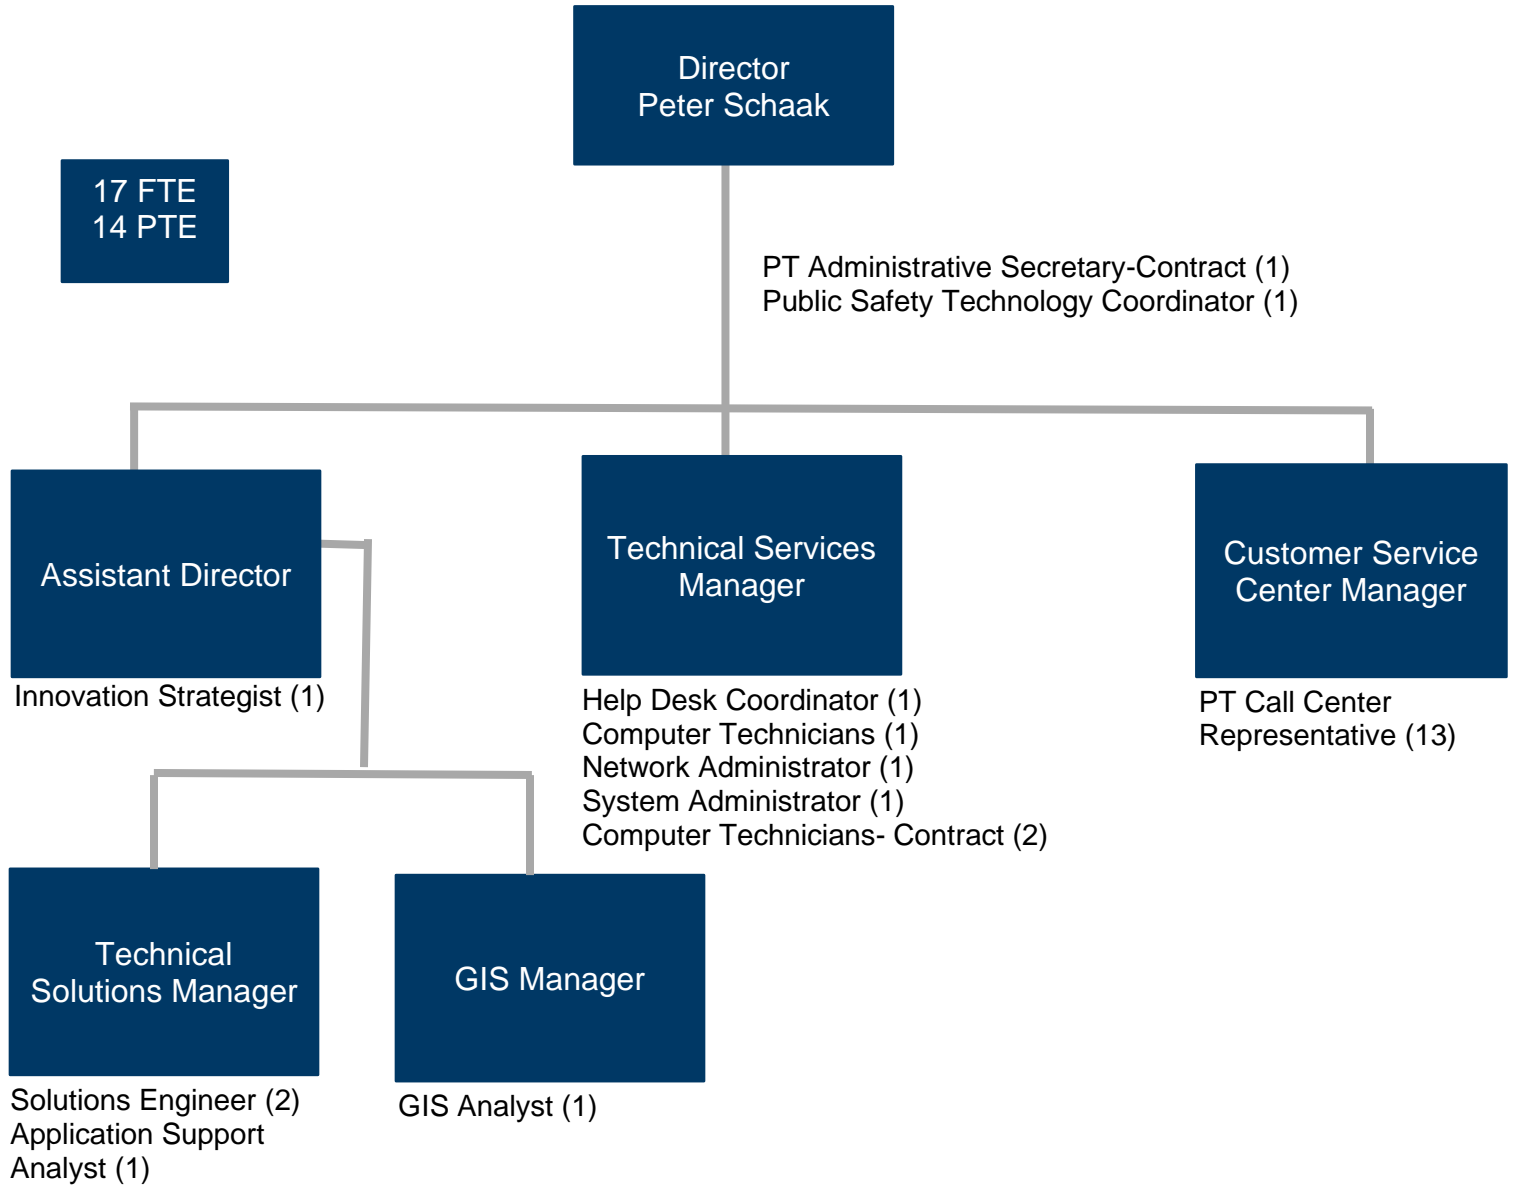 Director
Peter Schaak
17 FTE
14 PTE
PT Administrative Secretary-Contract (1)
Public Safety Technology Coordinator (1)
Assistant Director
Innovation Strategist (1)
Technical Services
Manager
Help Desk Coordinator (1)
Computer Technicians (1)
Network Administrator (1)
System Administrator (1)
Computer Technicians- Contract (2)
Customer Service
Center Manager
PT Call Center
Representative (13)
Technical
Solutions Manager
Solutions Engineer (2)
Application Support
Analyst (1)
GIS Manager
GIS Analyst (1)